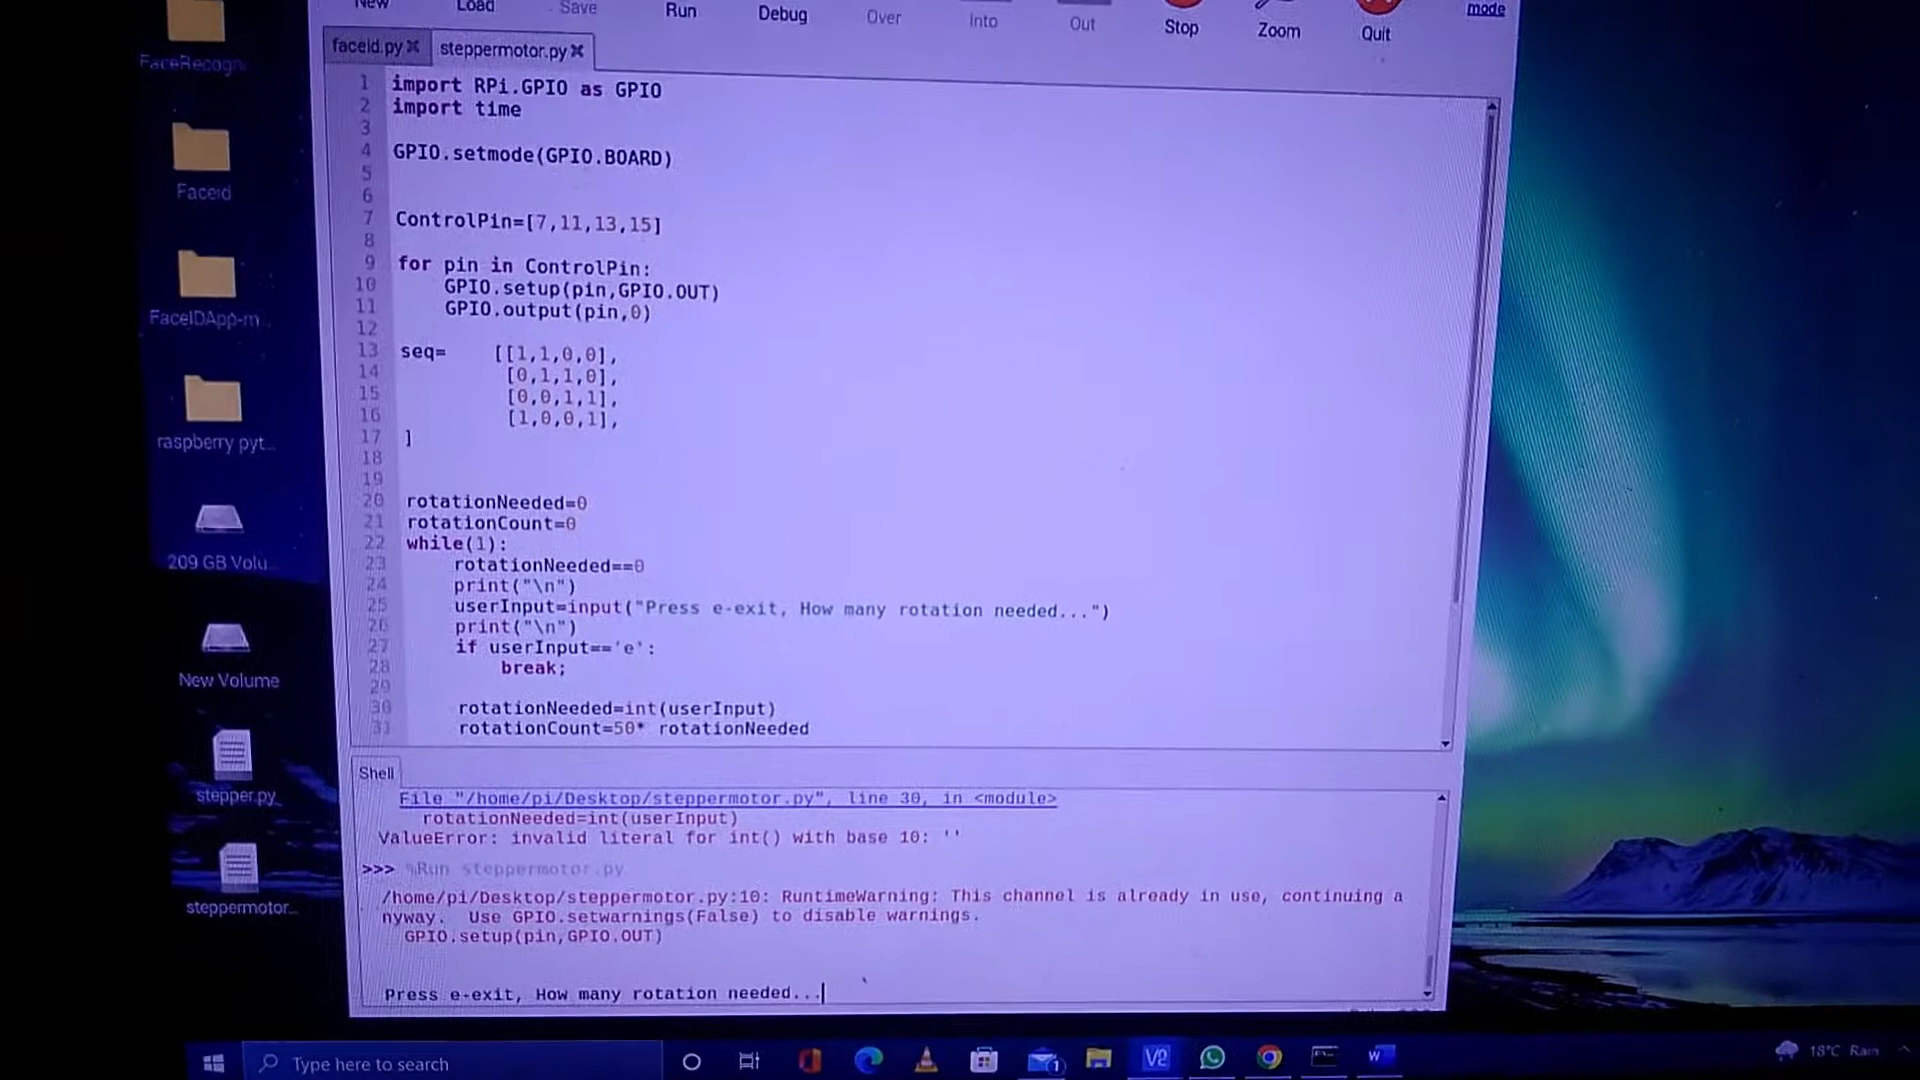 New Load Save Run Debug Over Into Out Stop Zoom Quit mode
faceid.py steppermotor.py
1 import RPi.GPIO as GPIO
2 import time
3
4 GPIO.setmode(GPIO.BOARD)
5
6
7 ControlPin=[7,11,13,15]
8
9 for pin in ControlPin:
10 GPIO.setup(pin,GPIO.OUT)
11 GPIO.output(pin,0)
12
13 seq= [[1,1,0,0],
14 [0,1,1,0],
15 [0,0,1,1],
16 [1,0,0,1],
17 ]
18
19
20 rotationNeeded=0
21 rotationCount=0
22 while(1):
23 rotationNeeded==0
24 print("\n")
25 userInput=input("Press e-exit, How many rotation needed...")
26 print("\n")
27 if userInput=='e':
28 break;
29
30 rotationNeeded=int(userInput)
31 rotationCount=50* rotationNeeded
Shell
File "/home/pi/Desktop/steppermotor.py", line 30, in <module>
rotationNeeded=int(userInput)
ValueError: invalid literal for int() with base 10: ''
>>> %Run steppermotor.py
/home/pi/Desktop/steppermotor.py:10: RuntimeWarning: This channel is already in use, continuing a
nyway. Use GPIO.setwarnings(False) to disable warnings.
GPIO.setup(pin,GPIO.OUT)
Press e-exit, How many rotation needed...
FaceRecogni
Faceid
FaceIDApp-m...
raspberry pyt...
209 GB Volu...
New Volume
stepper.py
steppermotor...
Type here to search
18°C Rain